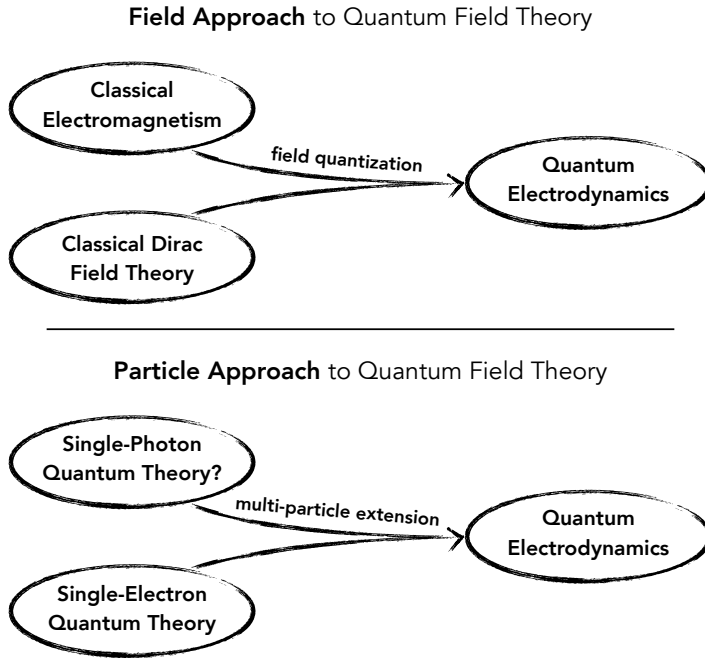 Field Approach to Quantum Field Theory
Classical
Electromagnetism
field quantization
Quantum
Electrodynamics
Classical Dirac
Field Theory
Particle Approach to Quantum Field Theory
Single-Photon
Quantum Theory?
multi-particle extension
Quantum
Electrodynamics
Single-Electron
Quantum Theory